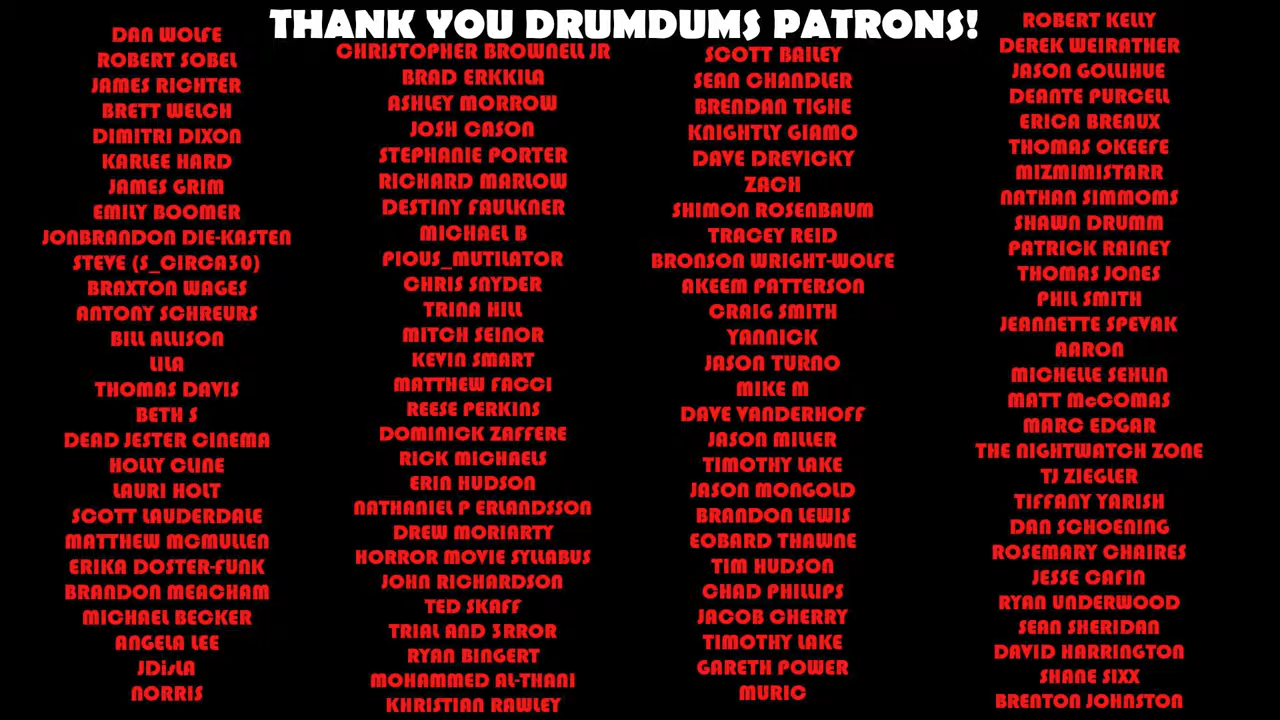 THANK YOU DRUMDUMS PATRONS!
DAN WOLFE
ROBERT SOBEL
JAMES RICHTER
BRETT WELCH
DIMITRI DIXON
KARLEE HARD
JAMES GRIM
EMILY BOOMER
JONBRANDON DIE-KASTEN
STEVE (S_CIRCA30)
BRAXTON WAGES
ANTONY SCHREURS
BILL ALLISON
LILA
THOMAS DAVIS
BETH S
DEAD JESTER CINEMA
HOLLY CLINE
LAURI HOLT
SCOTT LAUDERDALE
MATTHEW MCMULLEN
ERIKA DOSTER-FUNK
BRANDON MEACHAM
MICHAEL BECKER
ANGELA LEE
JDisLA
NORRIS
CHRISTOPHER BROWNELL JR
BRAD ERKKILA
ASHLEY MORROW
JOSH CASON
STEPHANIE PORTER
RICHARD MARLOW
DESTINY FAULKNER
MICHAEL B
PIOUS_MUTILATOR
CHRIS SNYDER
TRINA HILL
MITCH SEINOR
KEVIN SMART
MATTHEW FACCI
REESE PERKINS
DOMINICK ZAFFERE
RICK MICHAELS
ERIN HUDSON
NATHANIEL P ERLANDSSON
DREW MORIARTY
HORROR MOVIE SYLLABUS
JOHN RICHARDSON
TED SKAFF
TRIAL AND 3RROR
RYAN BINGERT
MOHAMMED AL-THANI
KHRISTIAN RAWLEY
SCOTT BAILEY
SEAN CHANDLER
BRENDAN TIGHE
KNIGHTLY GIAMO
DAVE DREVICKY
ZACH
SHIMON ROSENBAUM
TRACEY REID
BRONSON WRIGHT-WOLFE
AKEEM PATTERSON
CRAIG SMITH
YANNICK
JASON TURNO
MIKE M
DAVE VANDERHOFF
JASON MILLER
TIMOTHY LAKE
JASON MONGOLD
BRANDON LEWIS
EOBARD THAWNE
TIM HUDSON
CHAD PHILLIPS
JACOB CHERRY
TIMOTHY LAKE
GARETH POWER
MURIC
ROBERT KELLY
DEREK WEIRATHER
JASON GOLLIHUE
DEANTE PURCELL
ERICA BREAUX
THOMAS OKEEFE
MIZMIMISTARR
NATHAN SIMMOMS
SHAWN DRUMM
PATRICK RAINEY
THOMAS JONES
PHIL SMITH
JEANNETTE SPEVAK
AARON
MICHELLE SEHLIN
MATT McCOMAS
MARC EDGAR
THE NIGHTWATCH ZONE
TJ ZIEGLER
TIFFANY YARISH
DAN SCHOENING
ROSEMARY CHAIRES
JESSE CAFIN
RYAN UNDERWOOD
SEAN SHERIDAN
DAVID HARRINGTON
SHANE SIXX
BRENTON JOHNSTON